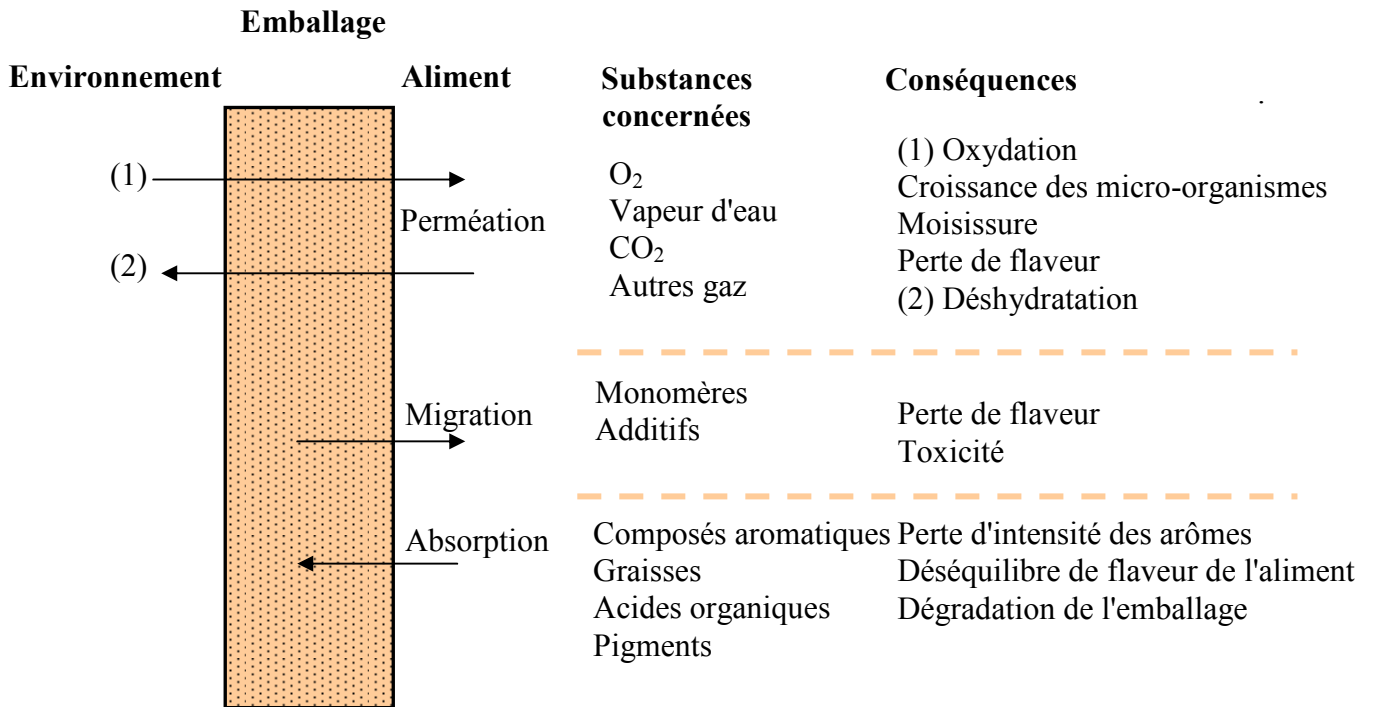 Emballage
Environnement
Aliment
Substances
concernées
Conséquences
.
(1)
(2)
Perméation
O₂
Vapeur d'eau
CO₂
Autres gaz
(1) Oxydation
Croissance des micro-organismes
Moisissure
Perte de flaveur
(2) Déshydratation
Migration
Monomères
Additifs
Perte de flaveur
Toxicité
Absorption
Composés aromatiques
Graisses
Acides organiques
Pigments
Perte d'intensité des arômes
Déséquilibre de flaveur de l'aliment
Dégradation de l'emballage